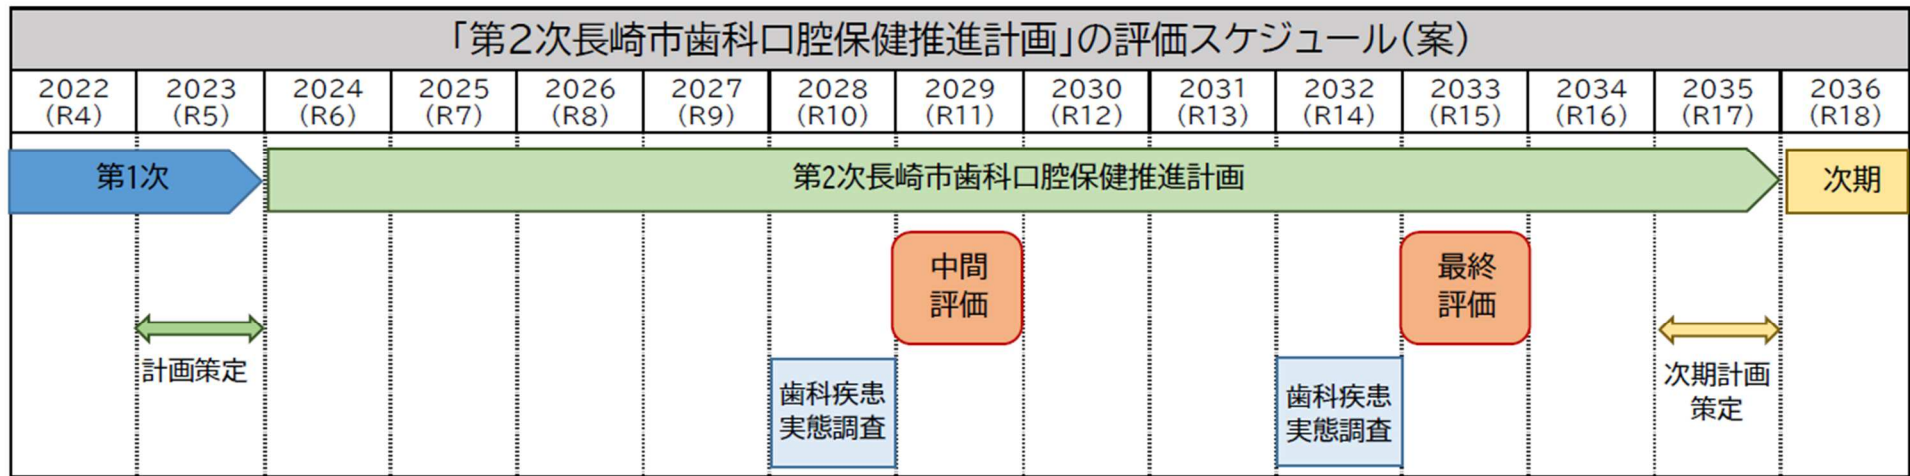 「第2次長崎市歯科口腔保健推進計画」の評価スケジュール(案)
2022 2023 2024 2025 2026 2027 2028 2029 2030 2031 2032 2033 2034 2035 2036
(R4) (R5) (R6) (R7) (R8) (R9) (R10) (R11) (R12) (R13) (R14) (R15) (R16) (R17) (R18)
第1次 第2次長崎市歯科口腔保健推進計画 次期
中間
評価
最終
評価
計画策定
歯科疾患
実態調査
歯科疾患
実態調査
次期計画
策定